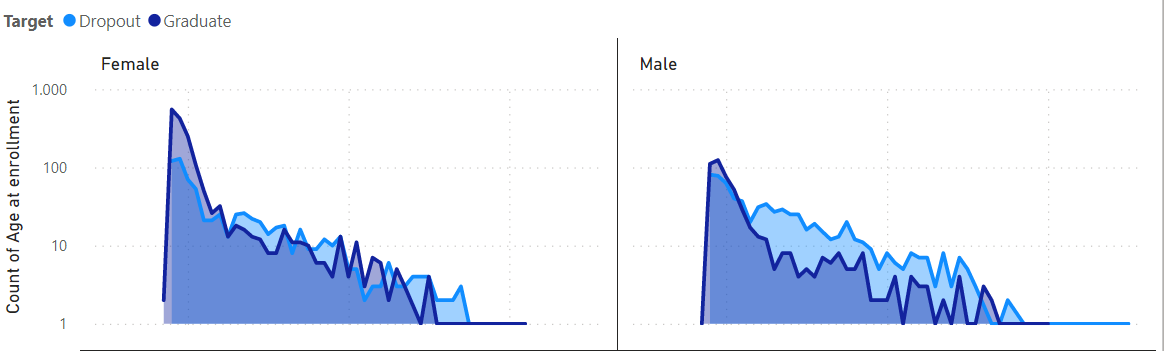 Target Dropout Graduate
Female
Male
Count of Age at enrollment
1.000
100
10
1